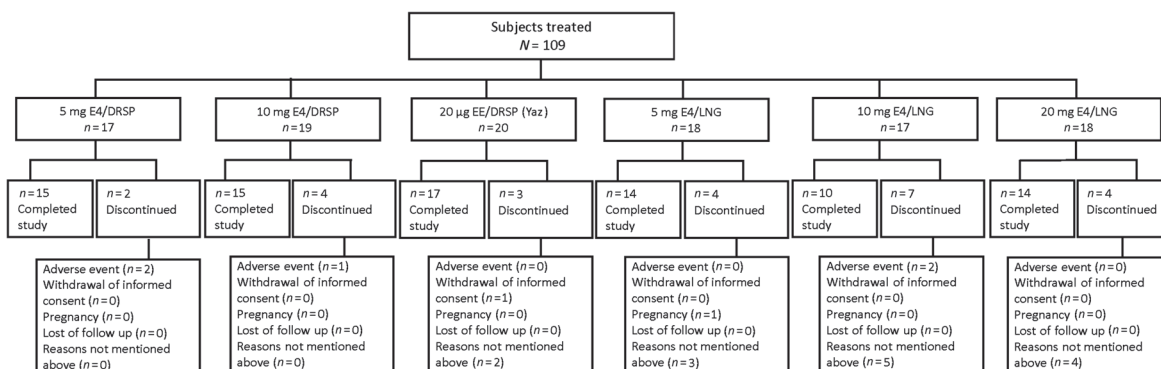 Subjects treated
N = 109
5 mg E4/DRSP
n=17
10 mg E4/DRSP
n=19
20 µg EE/DRSP (Yaz)
n=20
5 mg E4/LNG
n=18
10 mg E4/LNG
n=17
20 mg E4/LNG
n=18
n=15
Completed
study
n=2
Discontinued
n=15
Completed
study
n=4
Discontinued
n=17
Completed
study
n=3
Discontinued
n=14
Completed
study
n=4
Discontinued
n=10
Completed
study
n=7
Discontinued
n=14
Completed
study
n=4
Discontinued
Adverse event (n=2)
Withdrawal of informed
consent (n=0)
Pregnancy (n=0)
Lost of follow up (n=0)
Reasons not mentioned
above (n=0)
Adverse event (n=1)
Withdrawal of informed
consent (n=0)
Pregnancy (n=0)
Lost of follow up (n=0)
Reasons not mentioned
above (n=0)
Adverse event (n=0)
Withdrawal of informed
consent (n=1)
Pregnancy (n=0)
Lost of follow up (n=0)
Reasons not mentioned
above (n=2)
Adverse event (n=0)
Withdrawal of informed
consent (n=0)
Pregnancy (n=1)
Lost of follow up (n=0)
Reasons not mentioned
above (n=3)
Adverse event (n=2)
Withdrawal of informed
consent (n=0)
Pregnancy (n=0)
Lost of follow up (n=0)
Reasons not mentioned
above (n=5)
Adverse event (n=0)
Withdrawal of informed
consent (n=0)
Pregnancy (n=0)
Lost of follow up (n=0)
Reasons not mentioned
above (n=4)